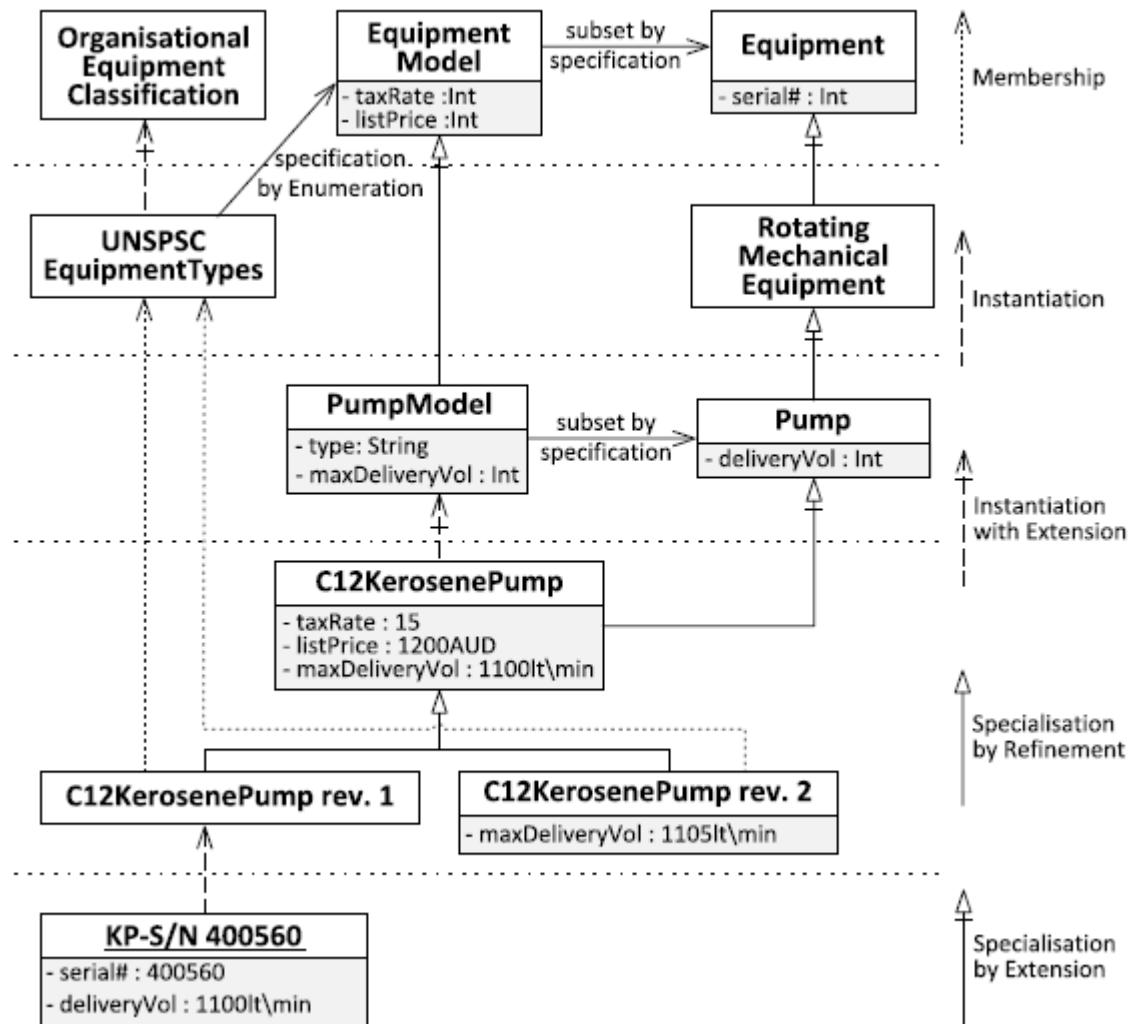 Organisational
Equipment
Classification
Equipment
Model
- taxRate :Int
- listPrice :Int
subset by
specification
Equipment
- serial# : Int
Membership
specification
by Enumeration
UNSPSC
EquipmentTypes
Rotating
Mechanical
Equipment
Instantiation
PumpModel
- type: String
- maxDeliveryVol : Int
subset by
specification
Pump
- deliveryVol : Int
Instantiation
with Extension
C12KerosenePump
- taxRate : 15
- listPrice : 1200AUD
- maxDeliveryVol : 1100lt\min
Specialisation
by Refinement
C12KerosenePump rev. 1
C12KerosenePump rev. 2
- maxDeliveryVol : 1105lt\min
KP-S/N 400560
- serial# : 400560
- deliveryVol : 1100lt\min
Specialisation
by Extension